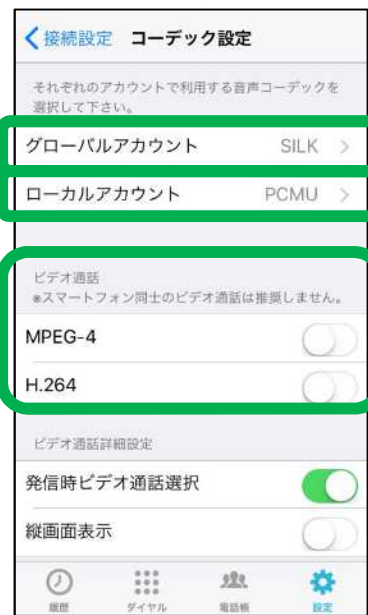 接続設定 コーデック設定
それぞれのアカウントで利用する音声コーデックを
選択して下さい。
グローバルアカウント SILK
ローカルアカウント PCMU
ビデオ通話
※スマートフォン同士のビデオ通話は推奨しません。
MPEG-4
H.264
ビデオ通話詳細設定
発信時ビデオ通話選択
縦画面表示
履歴 ダイヤル 電話帳 設定